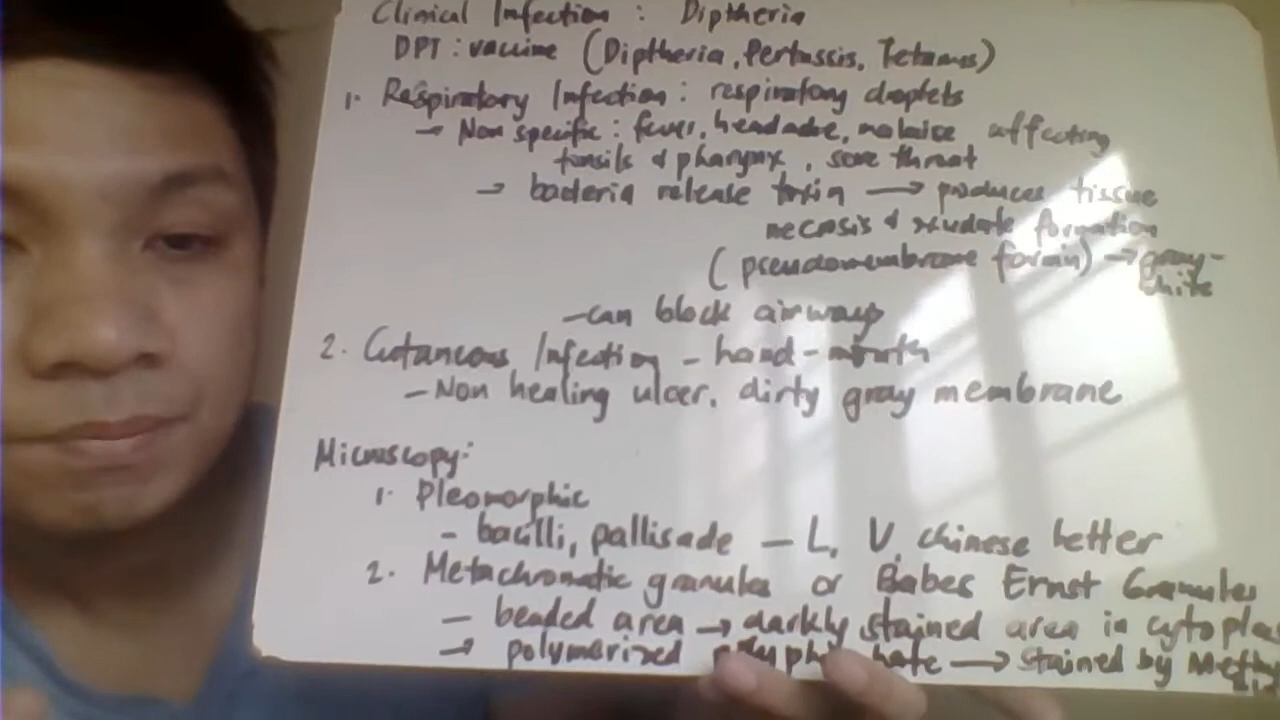 Clinical Infection : Diptheria
DPT : vaccine (Diptheria, Pertussis, Tetanus)
1. Respiratory Infection : respiratory droplets
→ Non specific : fever, headache, malaise affecting
tonsils & pharynx, sore throat
→ bacteria release toxin → produces tissue
necrosis & exudate formation
(pseudomembrane formin) → gray-
white
- can block airways
2. Cutaneous Infection - hand - mouth
- Non healing ulcer, dirty gray membrane
Microscopy:
1. Pleomorphic
- bacilli, pallisade - L, V, chinese letter
2. Metachromatic granules or Babes Ernst Granules
- beaded area → darkly stained area in
→ polymerized → stained by